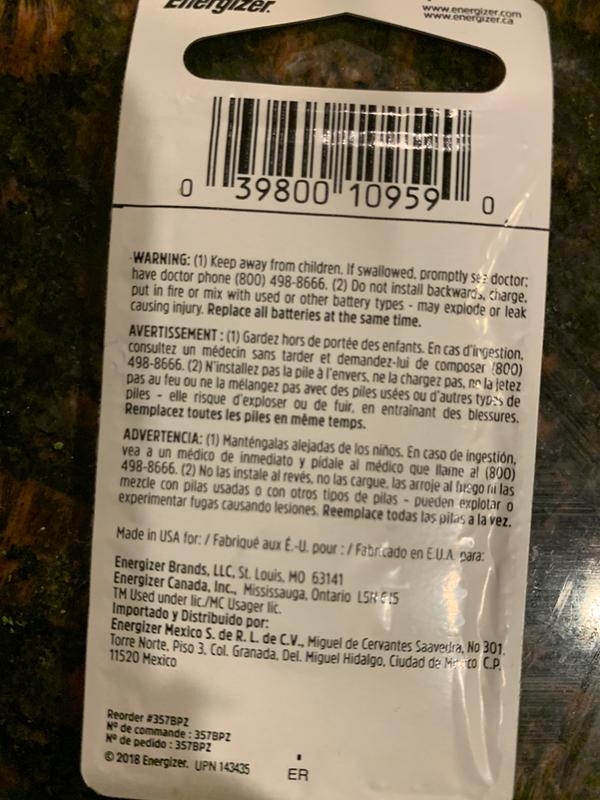 Energizer.
www.energizer.com
www.energizer.ca
0 39800 10959 0
WARNING: (1) Keep away from children. If swallowed, promptly see doctor;
have doctor phone (800) 498-8666. (2) Do not install backwards, charge,
put in fire or mix with used or other battery types - may explode or leak
causing injury. Replace all batteries at the same time.
AVERTISSEMENT : (1) Gardez hors de portée des enfants. En cas d'ingestion,
consultez un médecin sans tarder et demandez-lui de composer (800)
498-8666. (2) N'installez pas la pile à l'envers, ne la chargez pas, ne la jetez
pas au feu ou ne la mélangez pas avec des piles usées ou d'autres types de
piles - elle risque d'exploser ou de fuir, en entraînant des blessures.
Remplacez toutes les piles en même temps.
ADVERTENCIA: (1) Manténgalas alejadas de los niños. En caso de ingestión,
vea a un médico de inmediato y pídale al médico que llame al (800)
498-8666. (2) No las instale al revés, no las cargue, las arroje al fuego ni las
mezcle con pilas usadas o con otros tipos de pilas - pueden explotar o
experimentar fugas causando lesiones. Reemplace todas las pilas a la vez.
Made in USA for: / Fabriqué aux É.-U. pour : / Fabricado en E.U.A. para:
Energizer Brands, LLC, St. Louis, MO 63141
Energizer Canada, Inc., Mississauga, Ontario
TM Used under lic./MC Usager lic.
Importado y Distribuido por:
Energizer Mexico S. de R. L. de C.V., Miguel de Cervantes Saavedra, No 301,
Torre Norte, Piso 3, Col. Granada, Del. Miguel Hidalgo, Ciudad de Mexico C.P.
11520 Mexico
Reorder #357BPZ
Nº de commande : 357BPZ
Nº de pedido : 357BPZ
© 2018 Energizer. UPN 143435
ER